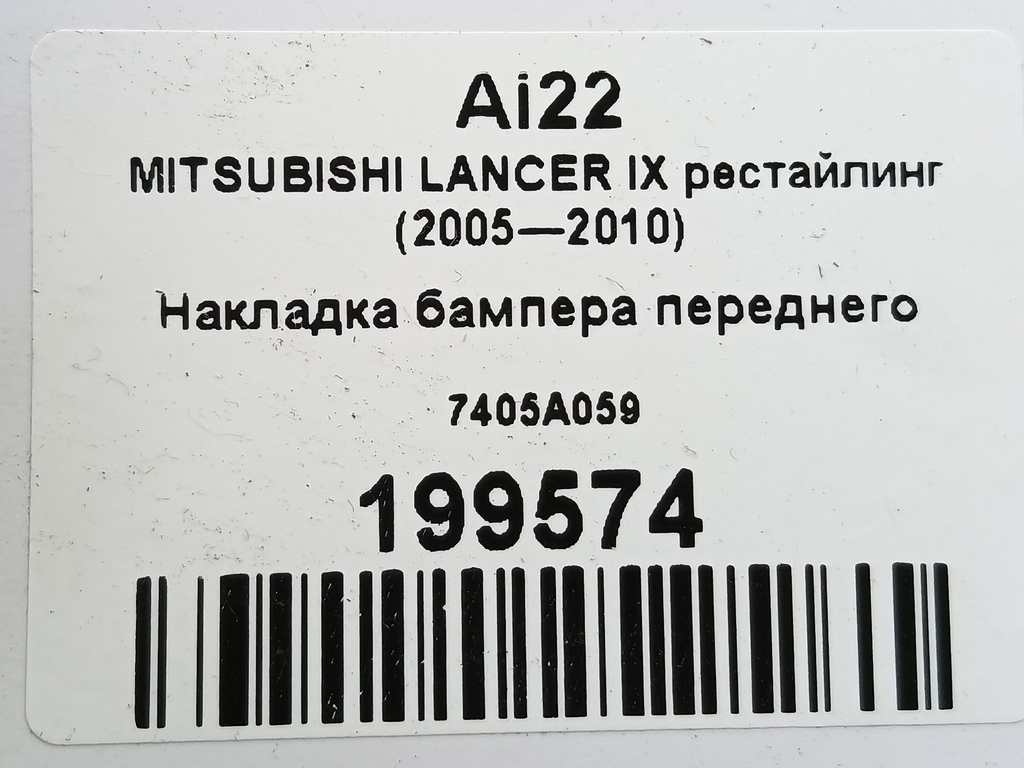 Ai22
MITSUBISHI LANCER IX рестайлинг
(2005—2010)
Накладка бампера переднего
7405A059
199574